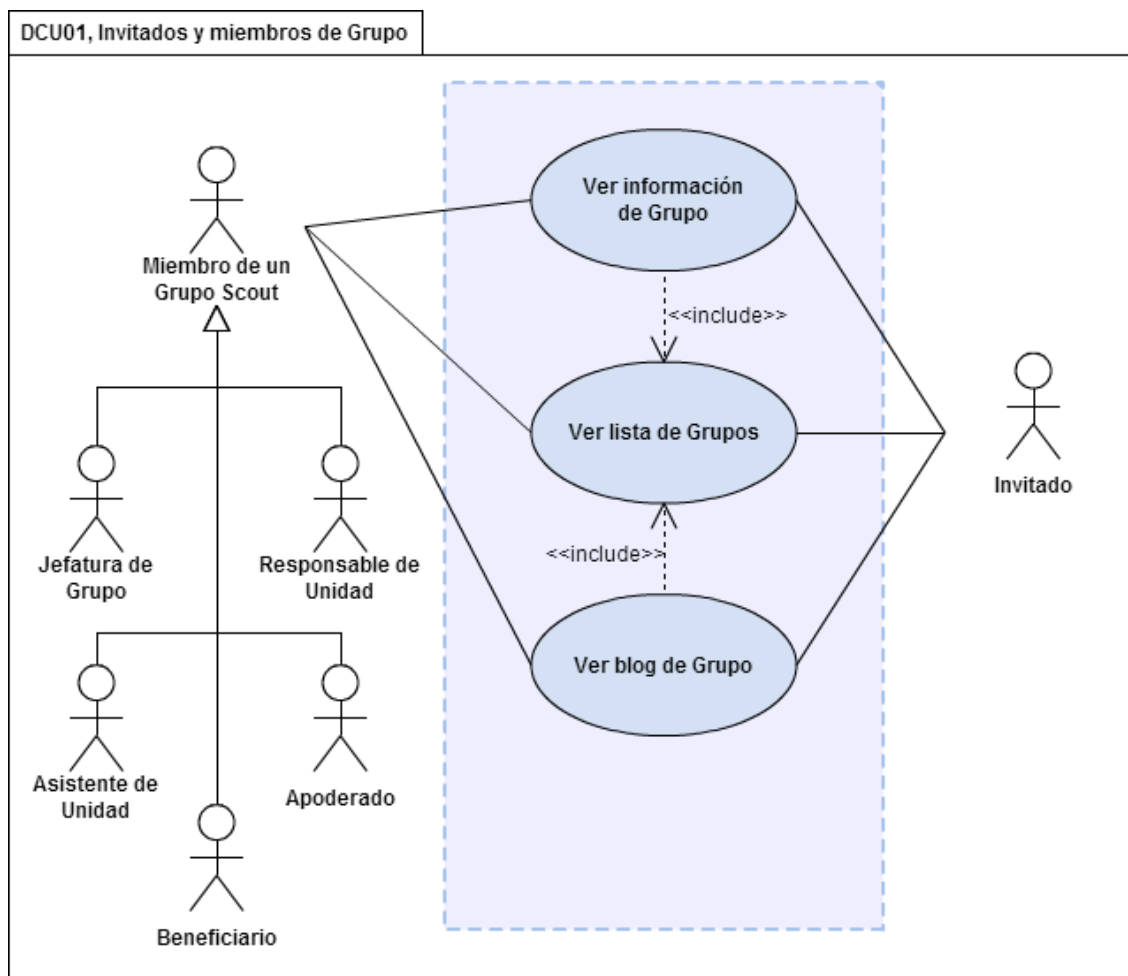 DCU01, Invitados y miembros de Grupo
Miembro de un
Grupo Scout
Jefatura de
Grupo
Responsable de
Unidad
Asistente de
Unidad
Apoderado
Beneficiario
Ver información
de Grupo
<<include>>
Ver lista de Grupos
<<include>>
Ver blog de Grupo
Invitado